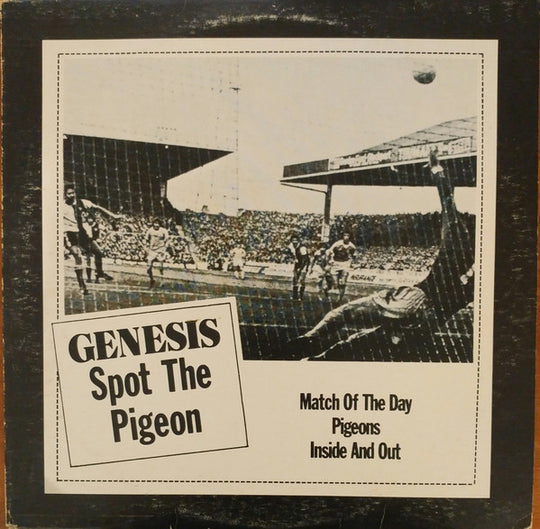 GENESIS
Spot The
Pigeon
Match Of The Day
Pigeons
Inside And Out